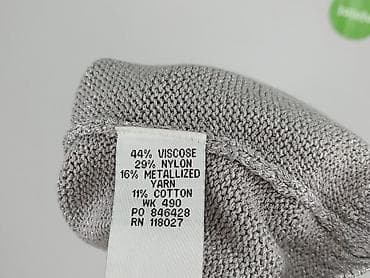 44% VISCOSE
29% NYLON
16% METALLIZED
YARN
11% COTTON
WK 490
PO 846428
RN 118027